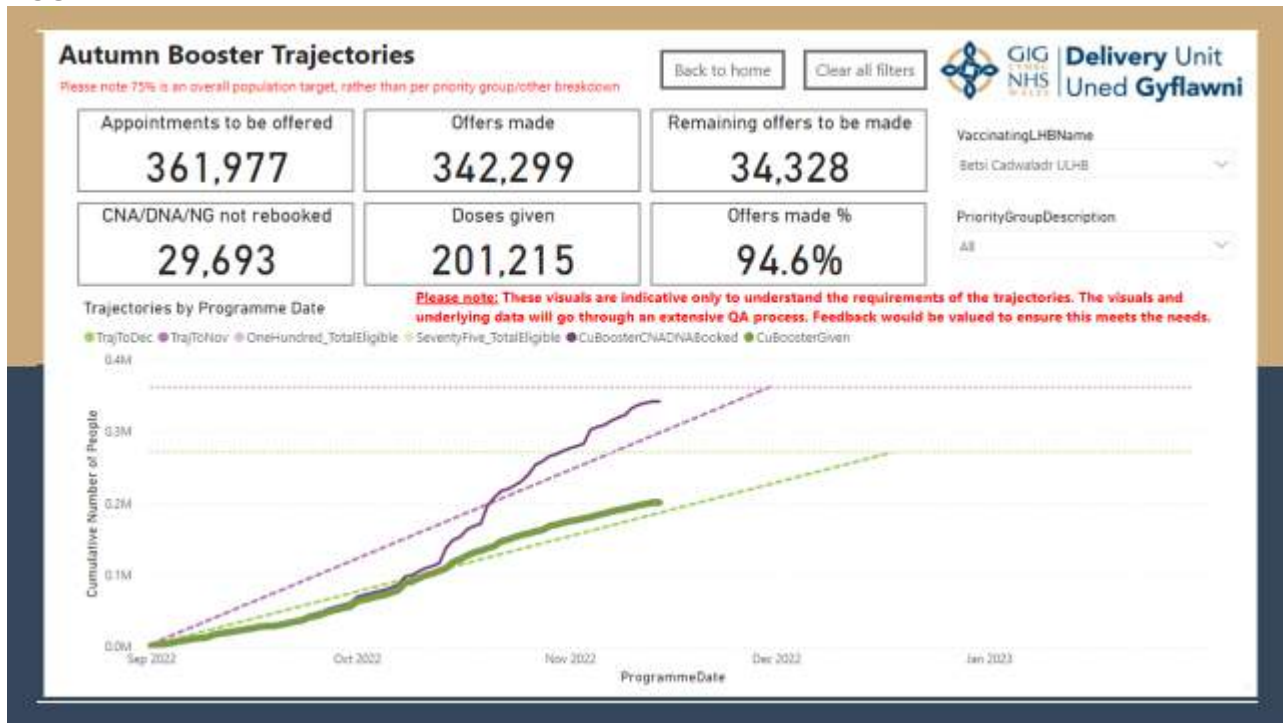 Autumn Booster Trajectories
Please note 75% is an overall population target, rather than per priority group/other breakdown
Back to home
Clear all filters
GIG
CYMRU
NHS
WALES
Delivery Unit
Uned Gyflawni
Appointments to be offered
361,977
Offers made
342,299
Remaining offers to be made
34,328
VaccinatingLHBName
Betsi Cadwaladr ULHB
CNA/DNA/NG not rebooked
29,693
Doses given
201,215
Offers made %
94.6%
PriorityGroupDescription
All
Trajectories by Programme Date
Please note: These visuals are indicative only to understand the requirements of the trajectories. The visuals and
underlying data will go through an extensive QA process. Feedback would be valued to ensure this meets the needs.
TrajToDec TrajToNov OneHundred_TotalEligible SeventyFive_TotalEligible CuBoosterCNADNABooked CuBoosterGiven
Cumulative Number of People
0.4M
0.3M
0.2M
0.1M
0.0M
Sep 2022 Oct 2022 Nov 2022 Dec 2022 Jan 2023
ProgrammeDate